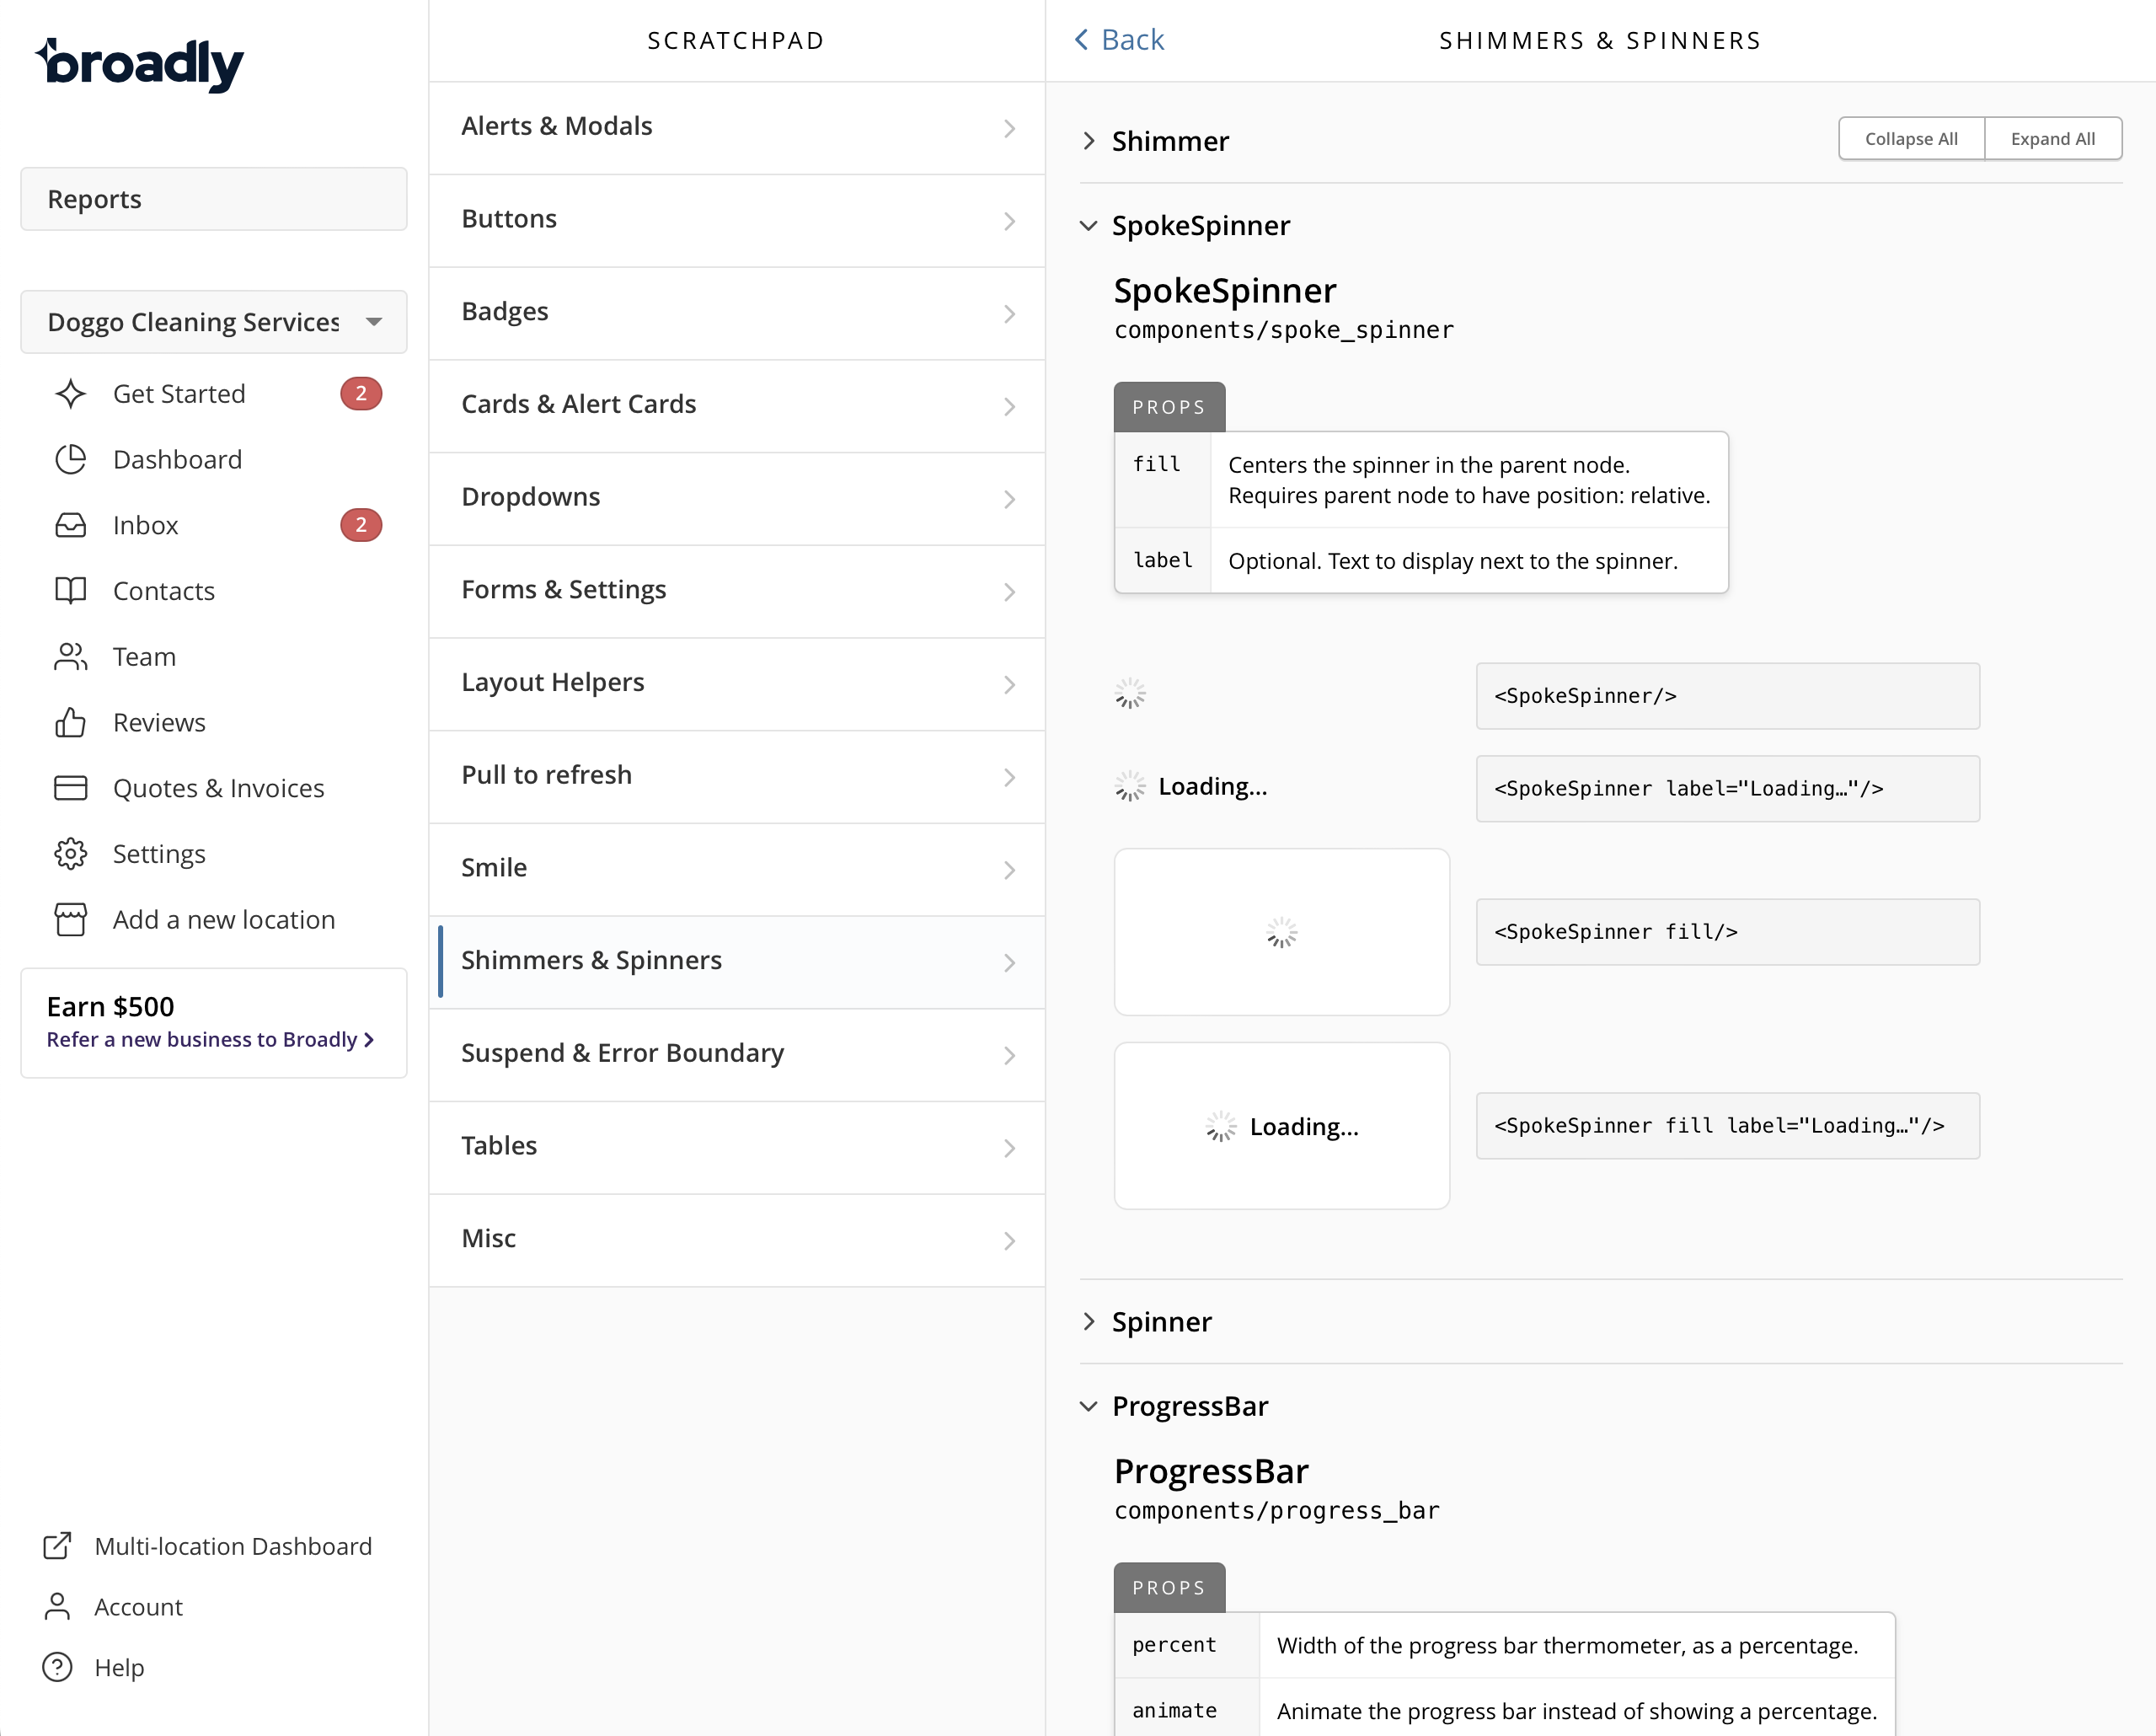 broadly
Reports
Doggo Cleaning Services
Get Started 2
Dashboard
Inbox 2
Contacts
Team
Reviews
Quotes & Invoices
Settings
Add a new location
Earn $500
Refer a new business to Broadly
Multi-location Dashboard
Account
Help
SCRATCHPAD
Alerts & Modals
Buttons
Badges
Cards & Alert Cards
Dropdowns
Forms & Settings
Layout Helpers
Pull to refresh
Smile
Shimmers & Spinners
Suspend & Error Boundary
Tables
Misc
Back
SHIMMERS & SPINNERS
Shimmer
Collapse All
Expand All
SpokeSpinner
SpokeSpinner
components/spoke_spinner
PROPS
fill
Centers the spinner in the parent node.
Requires parent node to have position: relative.
label
Optional. Text to display next to the spinner.
<SpokeSpinner/>
Loading...
<SpokeSpinner label="Loading…"/>
<SpokeSpinner fill/>
Loading...
<SpokeSpinner fill label="Loading…"/>
Spinner
ProgressBar
ProgressBar
components/progress_bar
PROPS
percent
Width of the progress bar thermometer, as a percentage.
animate
Animate the progress bar instead of showing a percentage.